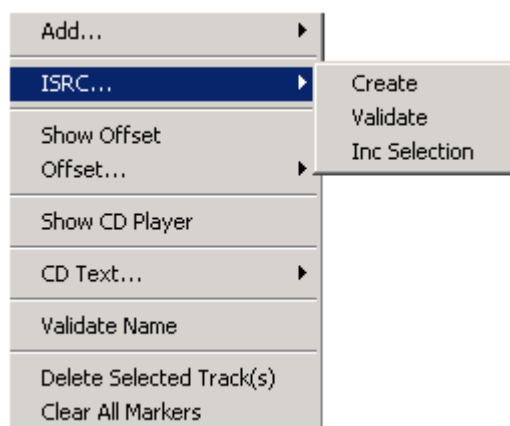 Add...
ISRC...
Create
Validate
Inc Selection
Show Offset
Offset...
Show CD Player
CD Text...
Validate Name
Delete Selected Track(s)
Clear All Markers